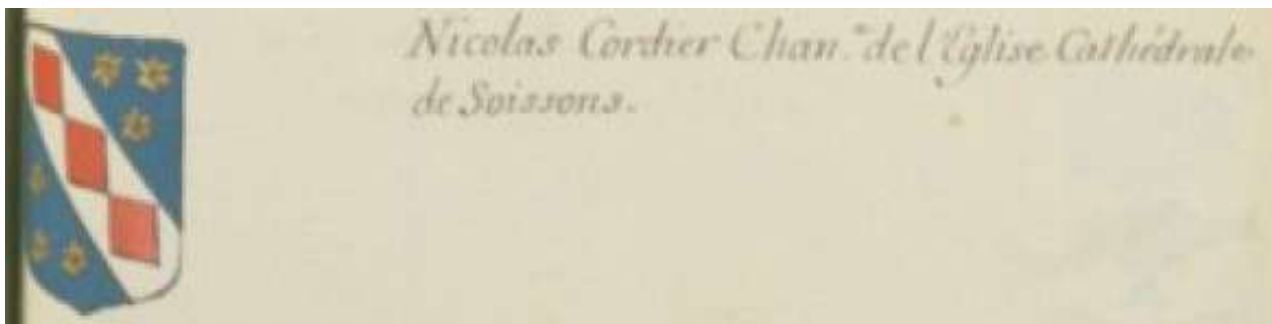 Nicolas Cordier Chan.ⁿᵉ de l'Eglise Cathédrale
de Soissons.